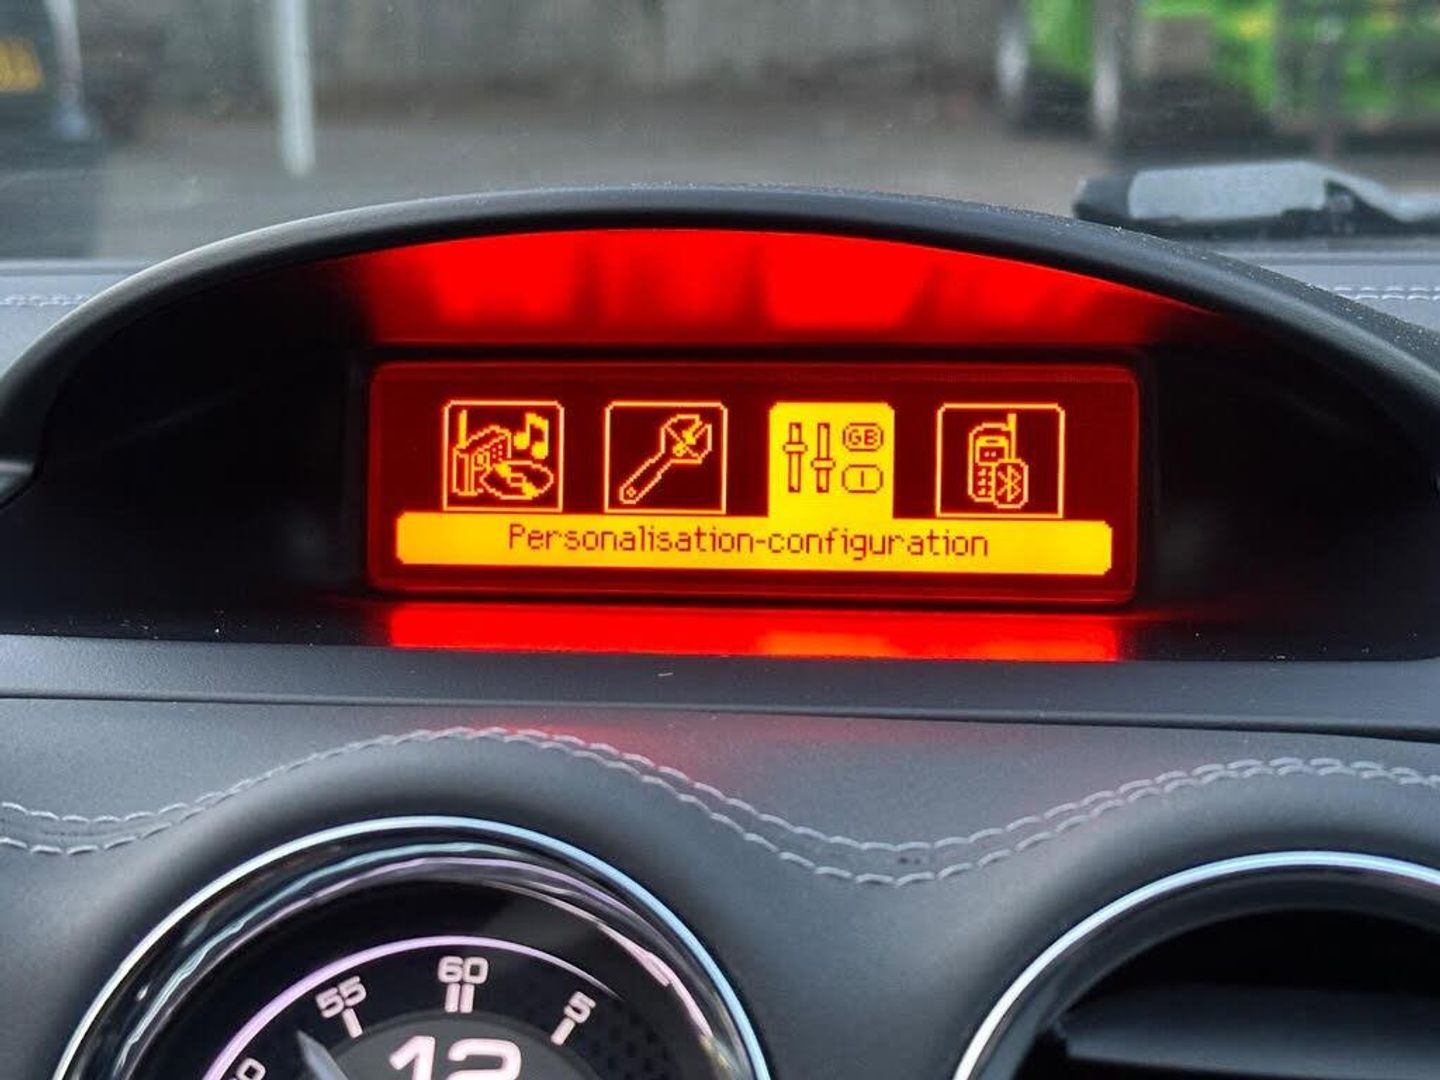 GB
I
Personalisation-configuration
60
55
5
12